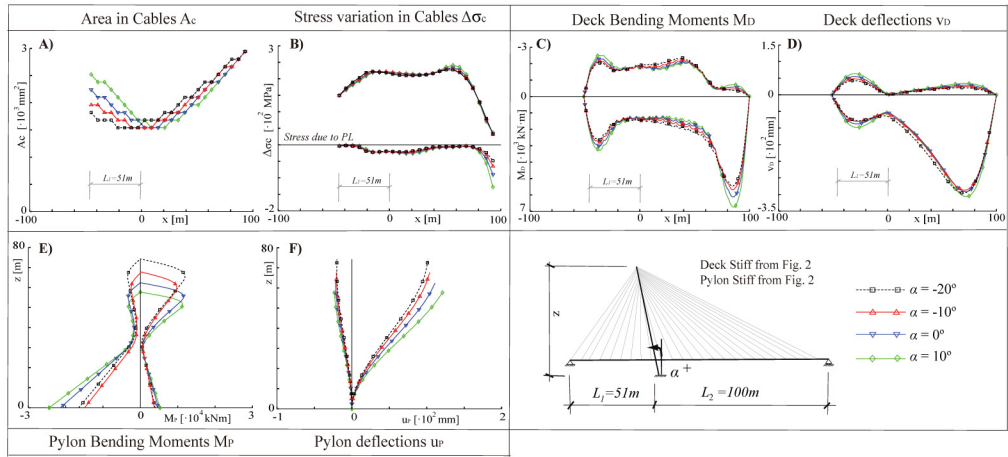 Area in Cables Ac
Stress variation in Cables Δσc
Deck Bending Moments MD
Deck deflections vD
A)
3
Ac [·10³ mm²]
0
L1=51m
-100
0
100
x [m]
B)
3
Δσc [·10² MPa]
Stress due to PL
-2
L1=51m
-100
0
100
x [m]
C)
-3
MD [·10³ kN·m]
7
L1=51m
-100
0
100
x [m]
D)
1.5
vD [·10² mm]
-3.5
L1=51m
-100
0
100
x [m]
E)
80
z [m]
0
-3
0
3
MP [·10⁴ kNm]
F)
80
z [m]
0
-1
0
2
uP [·10² mm]
Deck Stiff from Fig. 2
Pylon Stiff from Fig. 2
z
α +
L1=51m
L2=100m
α = -20º
α = -10º
α = 0º
α = 10º
Pylon Bending Moments MP
Pylon deflections uP